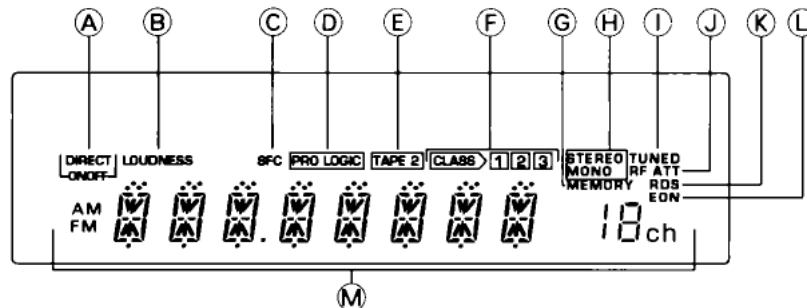 A B C D E F G H I J K L
DIRECT LOUDNESS SFC PRO LOGIC TAPE 2 CLASS 1 2 3 STEREO TUNED
ON/OFF MONO RF ATT
MEMORY RDS
EON
AM
FM 18ch
M